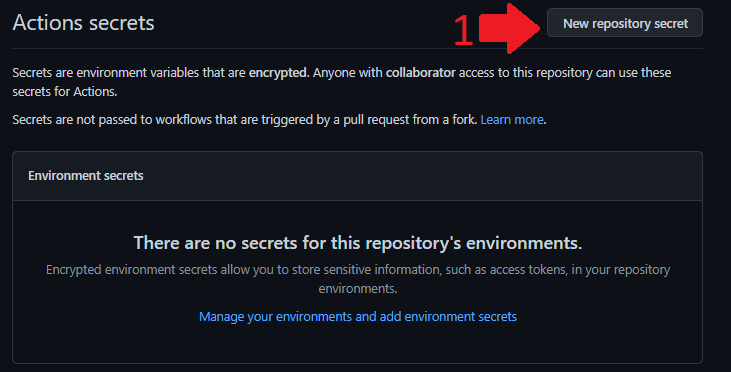 Actions secrets
1
New repository secret
Secrets are environment variables that are encrypted. Anyone with collaborator access to this repository can use these
secrets for Actions.
Secrets are not passed to workflows that are triggered by a pull request from a fork. Learn more.
Environment secrets
There are no secrets for this repository's environments.
Encrypted environment secrets allow you to store sensitive information, such as access tokens, in your repository
environments.
Manage your environments and add environment secrets